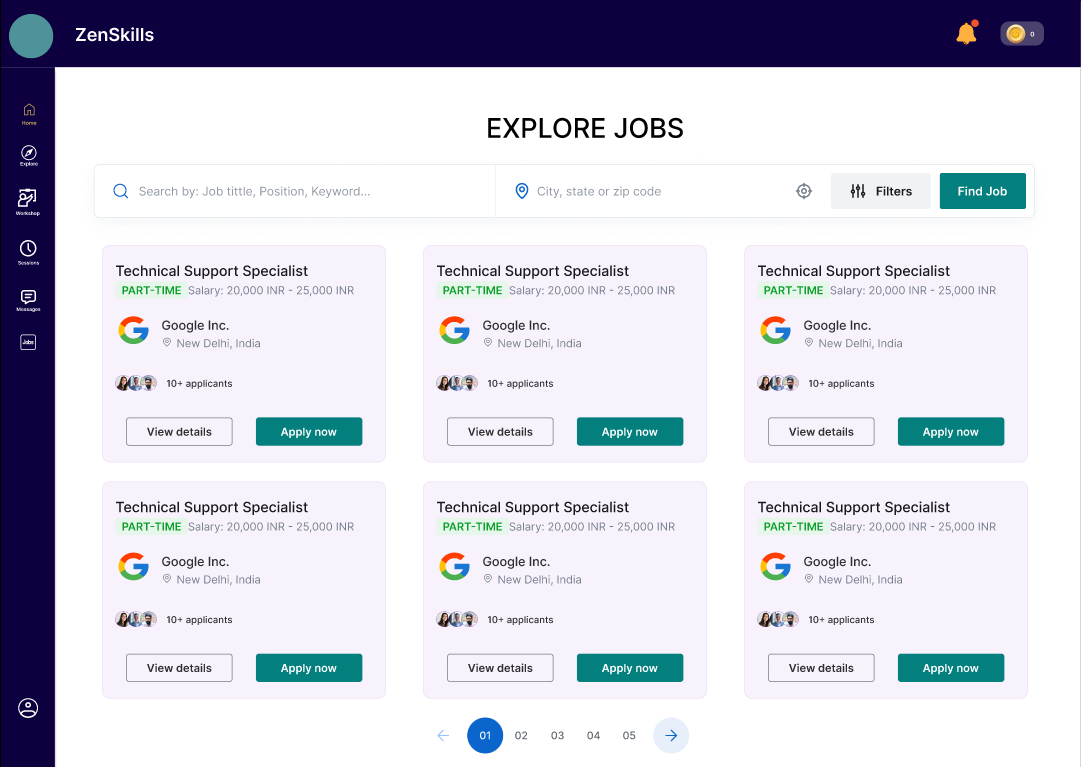 ZenSkills
0
Home
Explore
Workshop
Sessions
Messages
Jobs
EXPLORE JOBS
Search by: Job tittle, Position, Keyword...
City, state or zip code
Filters
Find Job
Technical Support Specialist
PART-TIME Salary: 20,000 INR - 25,000 INR
Google Inc.
New Delhi, India
10+ applicants
View details
Apply now
Technical Support Specialist
PART-TIME Salary: 20,000 INR - 25,000 INR
Google Inc.
New Delhi, India
10+ applicants
View details
Apply now
Technical Support Specialist
PART-TIME Salary: 20,000 INR - 25,000 INR
Google Inc.
New Delhi, India
10+ applicants
View details
Apply now
Technical Support Specialist
PART-TIME Salary: 20,000 INR - 25,000 INR
Google Inc.
New Delhi, India
10+ applicants
View details
Apply now
Technical Support Specialist
PART-TIME Salary: 20,000 INR - 25,000 INR
Google Inc.
New Delhi, India
10+ applicants
View details
Apply now
Technical Support Specialist
PART-TIME Salary: 20,000 INR - 25,000 INR
Google Inc.
New Delhi, India
10+ applicants
View details
Apply now
01 02 03 04 05